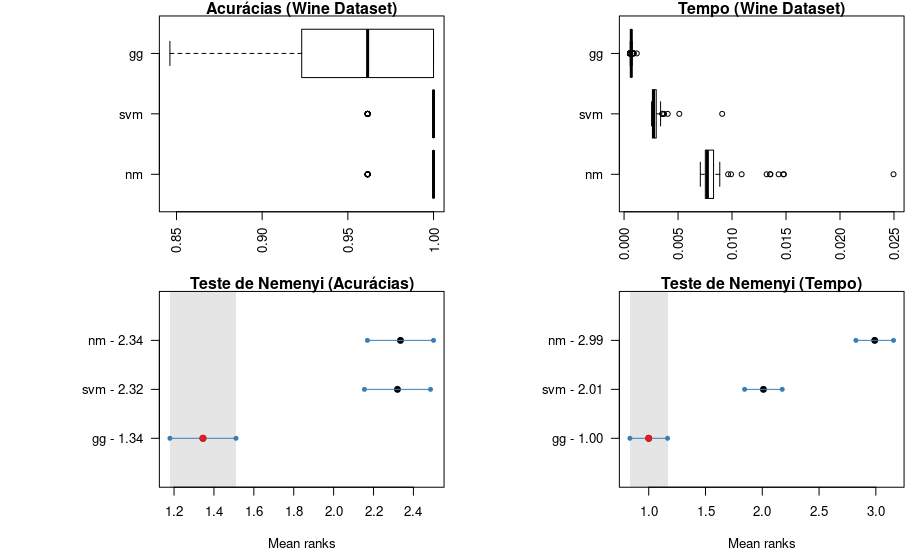 Acurácias (Wine Dataset)
gg
svm
nm
0.85 0.90 0.95 1.00
Tempo (Wine Dataset)
gg
svm
nm
0.000 0.005 0.010 0.015 0.020 0.025
Teste de Nemenyi (Acurácias)
nm - 2.34
svm - 2.32
gg - 1.34
1.2 1.4 1.6 1.8 2.0 2.2 2.4
Mean ranks
Teste de Nemenyi (Tempo)
nm - 2.99
svm - 2.01
gg - 1.00
1.0 1.5 2.0 2.5 3.0
Mean ranks